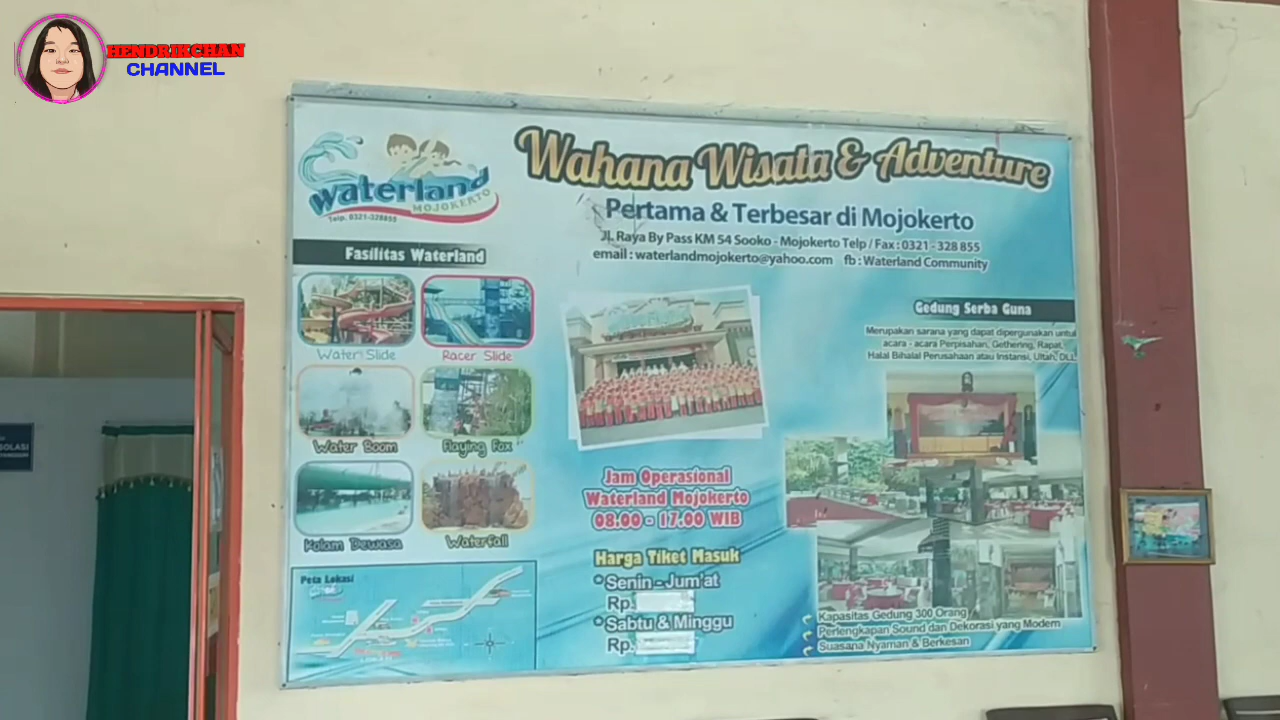 HENDRIKCHAN
CHANNEL
waterland
MOJOKERTO
Telp. 0321-328855
Wahana Wisata & Adventure
Pertama & Terbesar di Mojokerto
Jl. Raya By Pass KM 54 Sooko - Mojokerto Telp / Fax : 0321 - 328 855
email : waterlandmojokerto@yahoo.com fb : Waterland Community
Fasilitas Waterland
Water Slide
Racer Slide
Water Boom
Flaying Fox
Kolam Dewasa
Waterfall
Peta Lokasi
Jam Operasional
Waterland Mojokerto
08.00 - 17.00 WIB
Harga Tiket Masuk
* Senin - Jum'at
Rp.
* Sabtu & Minggu
Rp.
Gedung Serba Guna
Merupakan sarana yang dapat dipergunakan untuk
acara - acara Perpisahan, Gethering, Rapat,
Halal Bihalal Perusahaan atau Instansi, Ultah, DLL
Kapasitas Gedung 300 Orang
Perlengkapan Sound dan Dekorasi yang Modern
Suasana Nyaman & Berkesan